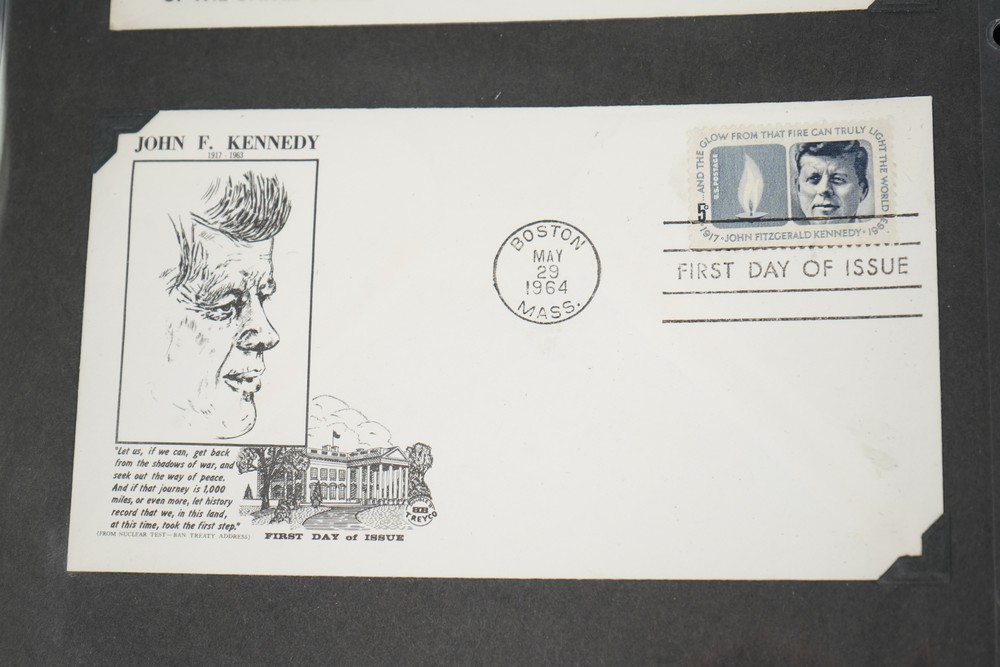 JOHN F. KENNEDY
1917 - 1963
...AND THE GLOW FROM THAT FIRE CAN TRULY LIGHT THE WORLD
U.S. POSTAGE
5¢
1917 • JOHN FITZGERALD KENNEDY • 1963
BOSTON
MAY
29
1964
MASS.
FIRST DAY OF ISSUE
"Let us, if we can, get back
from the shadows of war, and
seek out the way of peace.
And if that journey is 1,000
miles, or even more, let history
record that we, in this land,
at this time, took the first step."
(FROM NUCLEAR TEST—BAN TREATY ADDRESS)
FIRST DAY of ISSUE
TREYCO